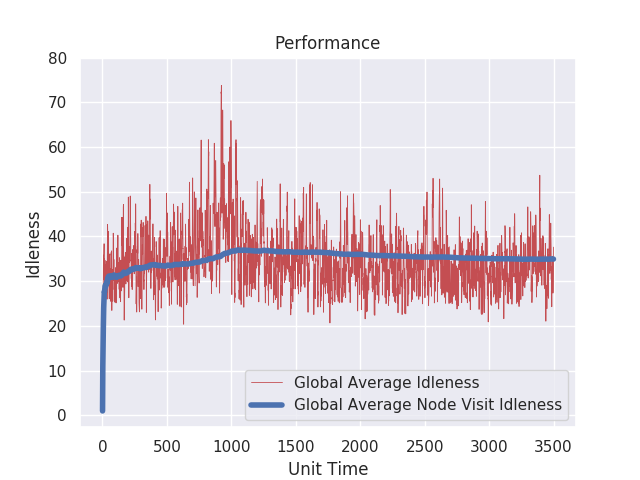 Performance
80
70
60
50
40
30
20
10
0
Idleness
Global Average Idleness
Global Average Node Visit Idleness
0 500 1000 1500 2000 2500 3000 3500
Unit Time